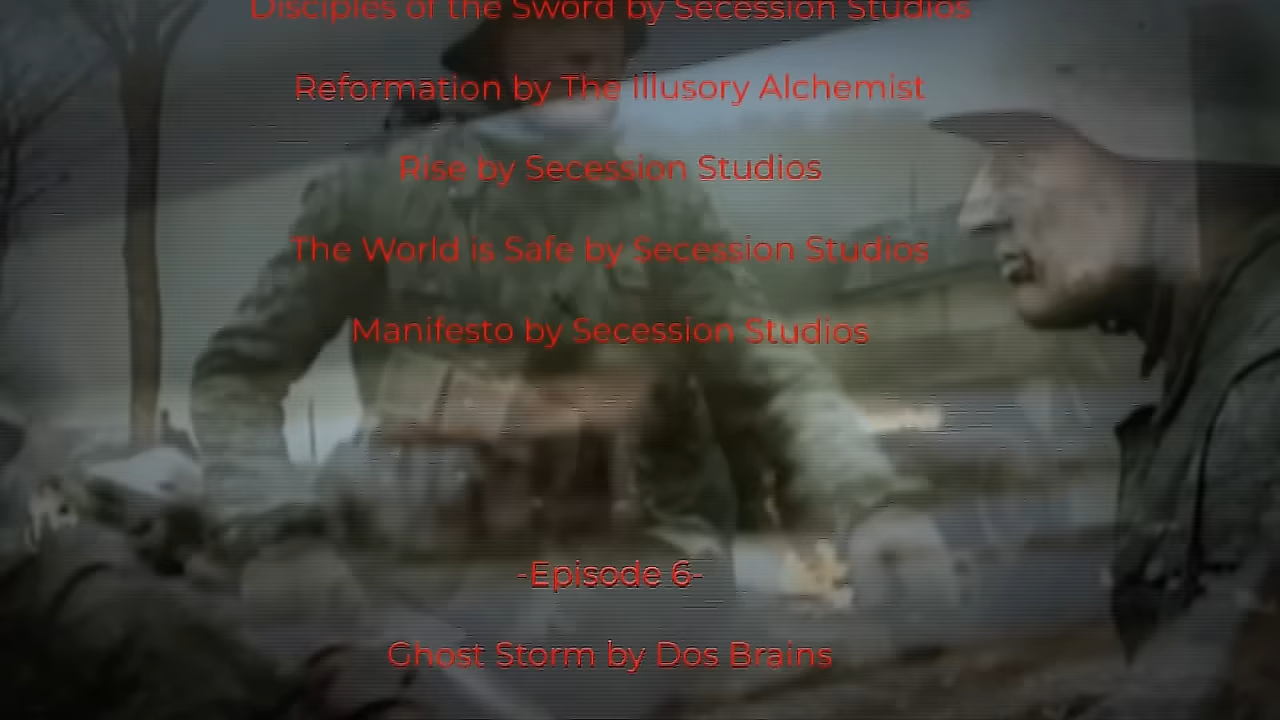 Disciples of the Sword by Secession Studios
Reformation by The Illusory Alchemist
Rise by Secession Studios
The World is Safe by Secession Studios
Manifesto by Secession Studios
-Episode 6-
Ghost Storm by Dos Brains